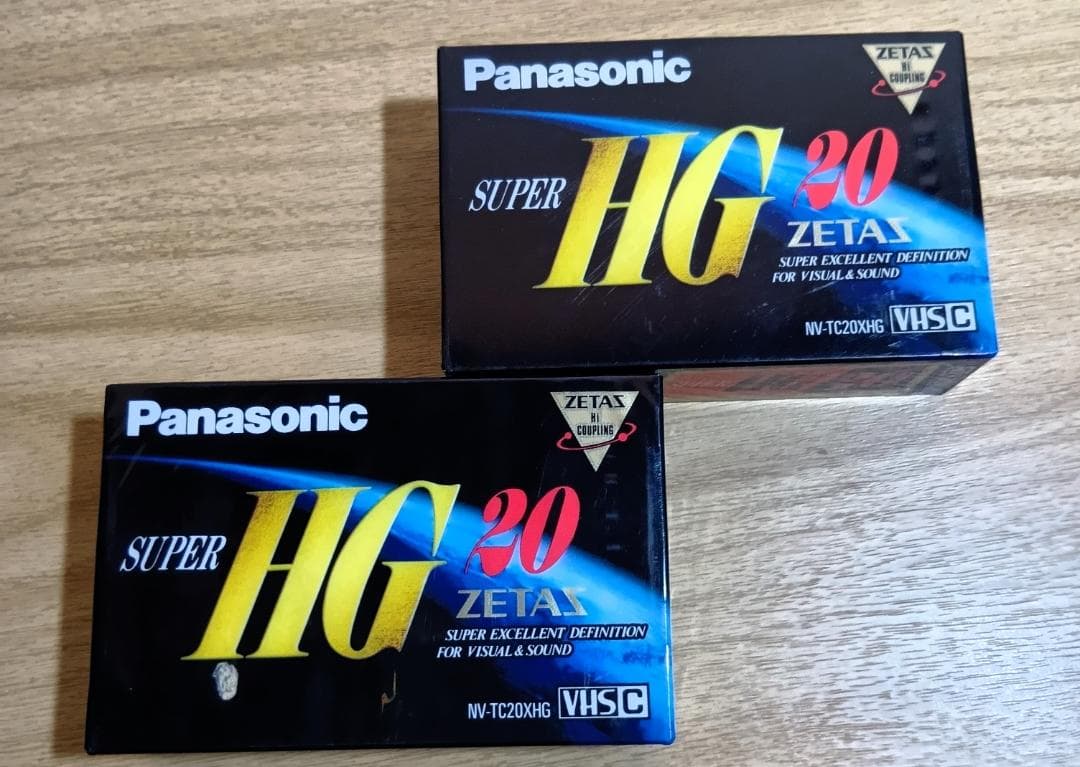 Panasonic
ZETAS
Hi
COUPLING
SUPER HG 20
ZETAS
SUPER EXCELLENT DEFINITION
FOR VISUAL & SOUND
NV-TC20XHG VHS C
Panasonic
ZETAS
Hi
COUPLING
SUPER HG 20
ZETAS
SUPER EXCELLENT DEFINITION
FOR VISUAL & SOUND
NV-TC20XHG VHS C